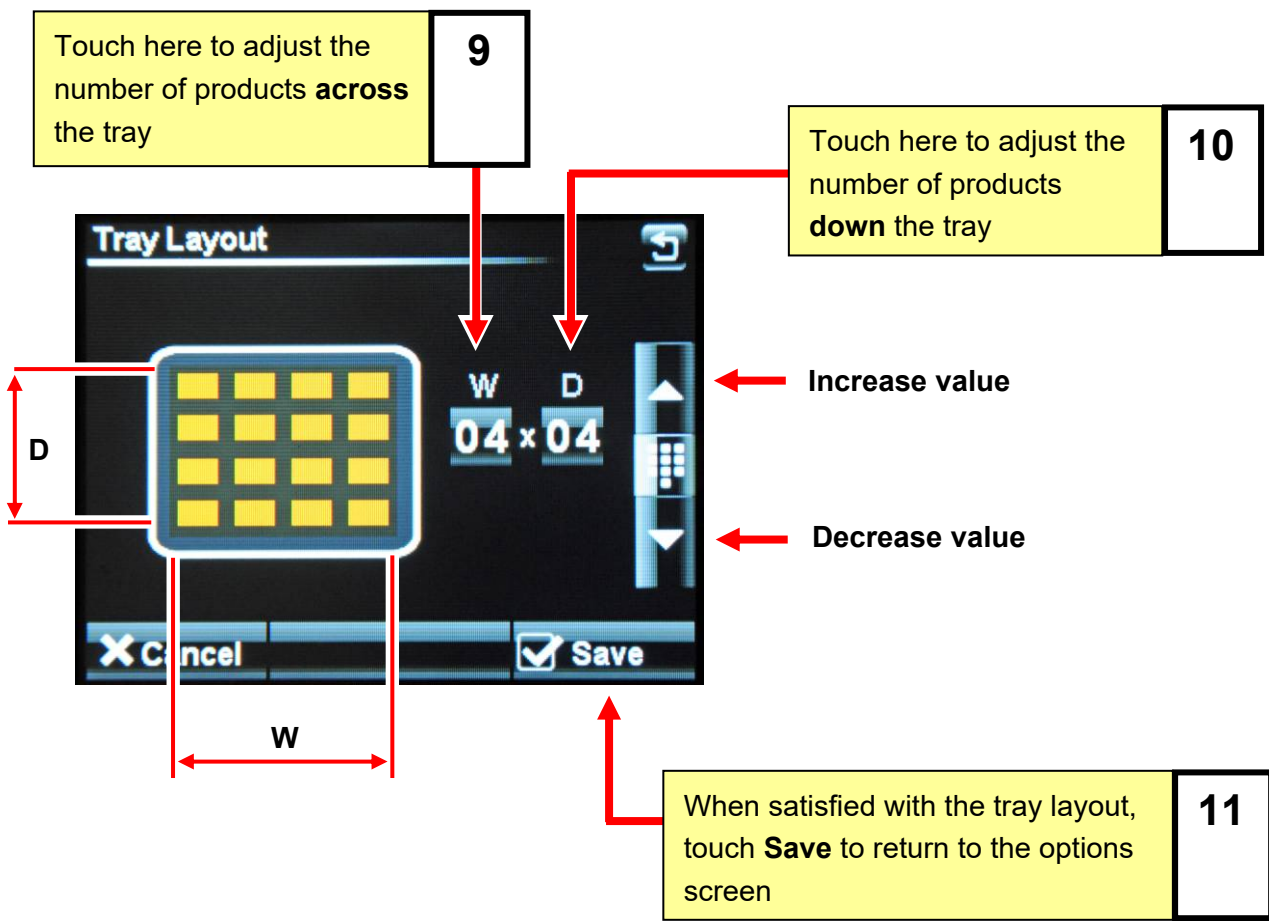 Touch here to adjust the
number of products across
the tray
9
Touch here to adjust the
number of products
down the tray
10
Tray Layout
W D
04 x 04
Increase value
D
Decrease value
Cancel
Save
W
When satisfied with the tray layout,
touch Save to return to the options
screen
11